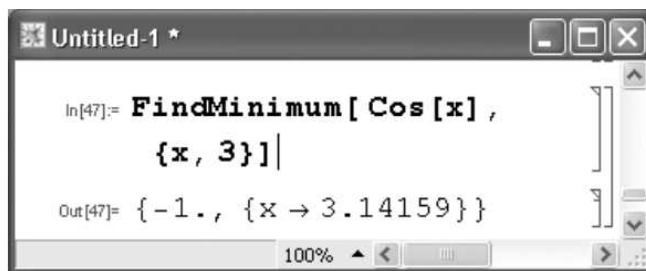 Untitled-1 *
In[47]:= FindMinimum[ Cos[x],
{x, 3}]
Out[47]= {-1., {x → 3.14159}}
100%